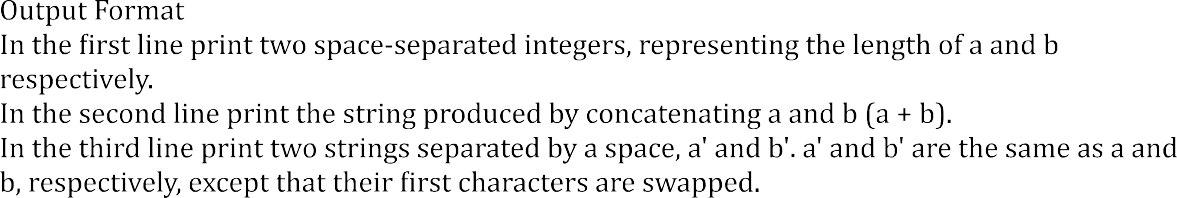 Output Format
In the first line print two space-separated integers, representing the length of a and b
respectively.
In the second line print the string produced by concatenating a and b (a + b).
In the third line print two strings separated by a space, a' and b'. a' and b' are the same as a and
b, respectively, except that their first characters are swapped.